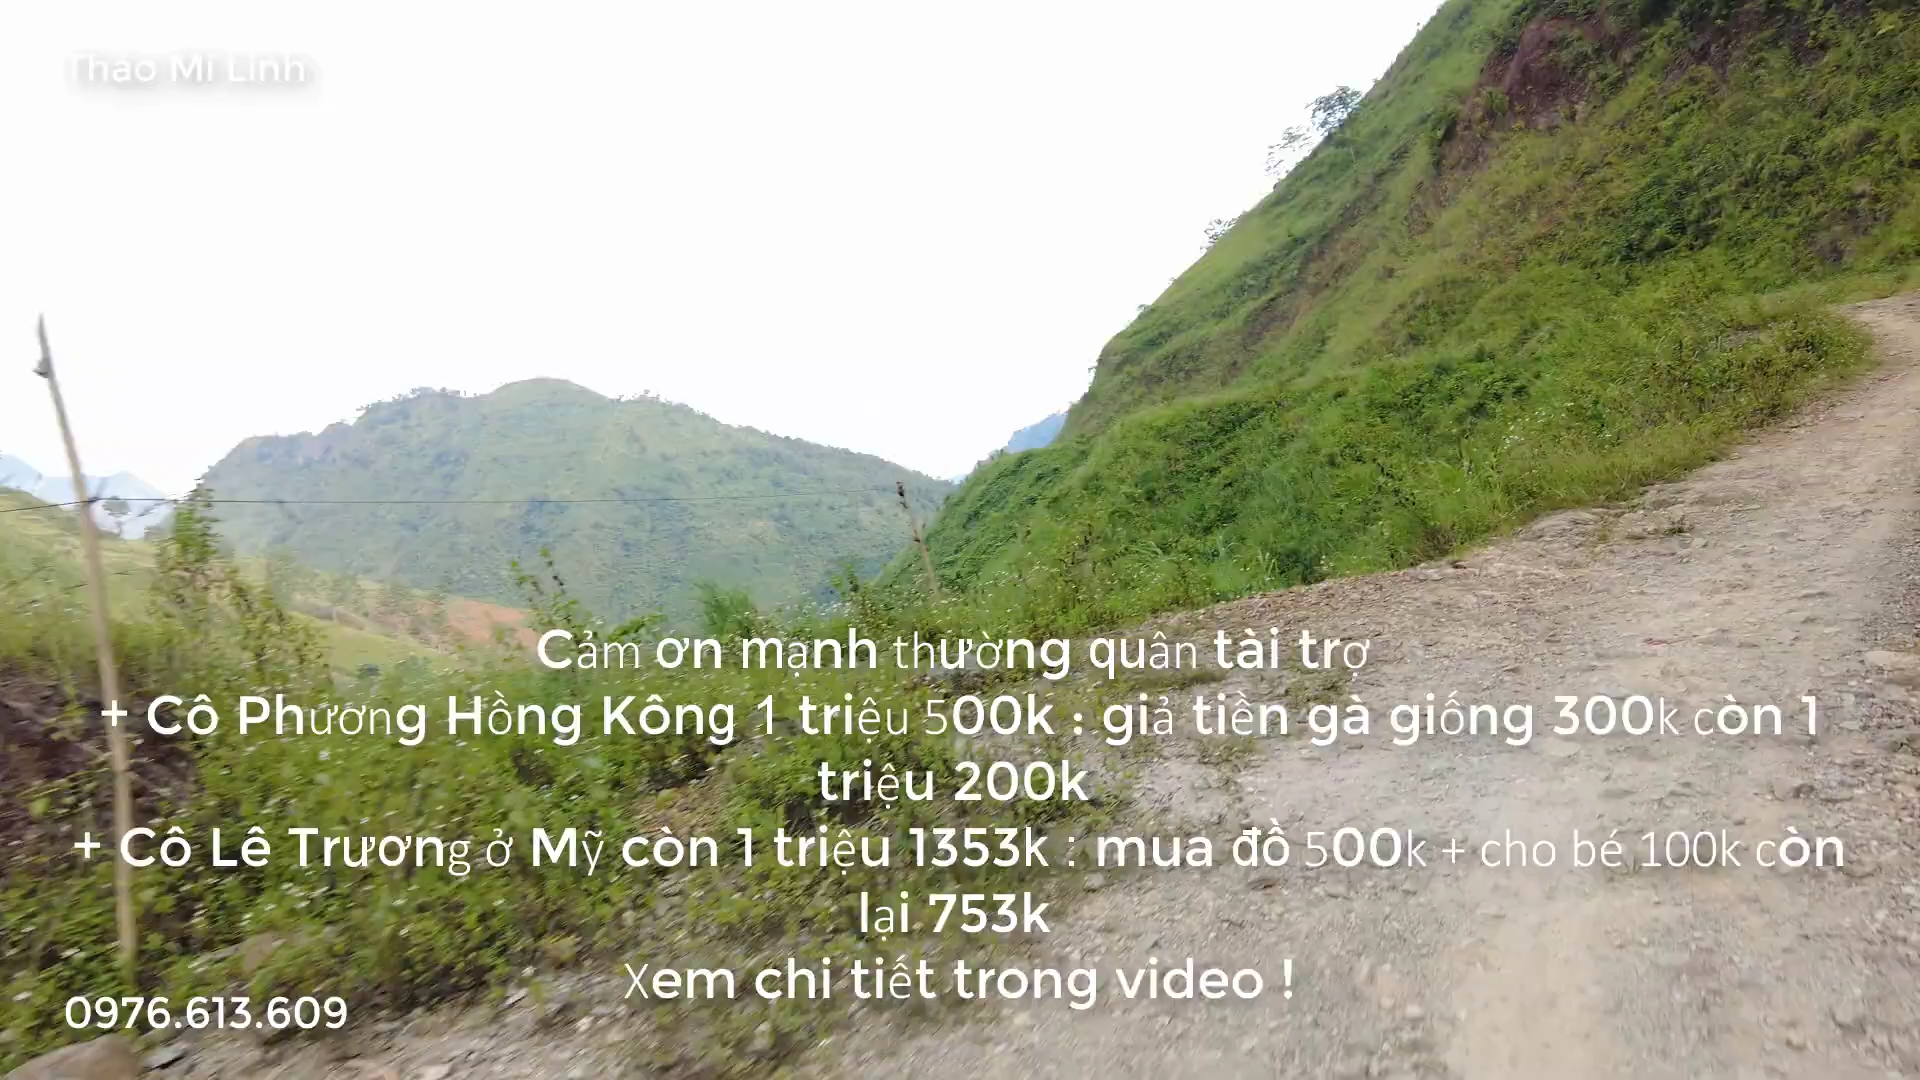 Thao Mi Linh
Cảm ơn mạnh thường quân tài trợ
+ Cô Phương Hồng Kông 1 triệu 500k : giả tiền gà giống 300k còn 1
triệu 200k
+ Cô Lê Trương ở Mỹ còn 1 triệu 1353k : mua đồ 500k + cho bé 100k còn
lại 753k
Xem chi tiết trong video !
0976.613.609